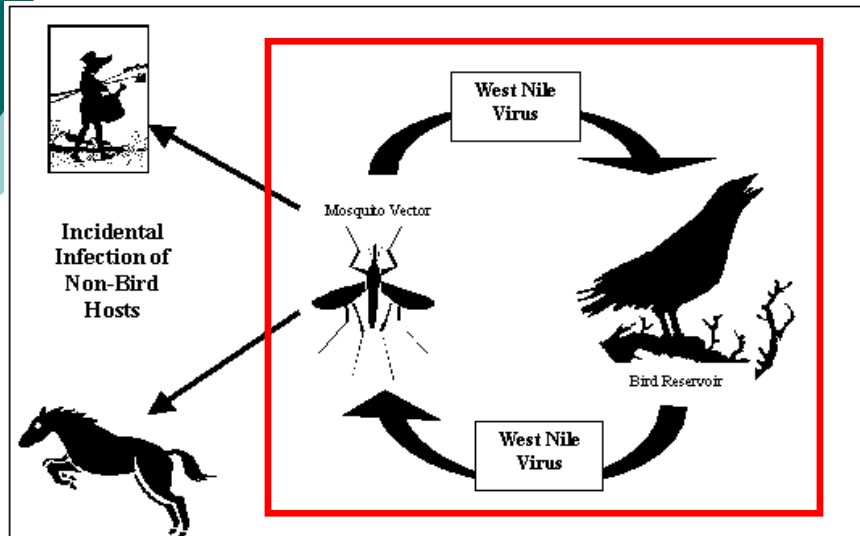 West Nile
Virus
Mosquito Vector
Incidental
Infection of
Non-Bird
Hosts
Bird Reservoir
West Nile
Virus